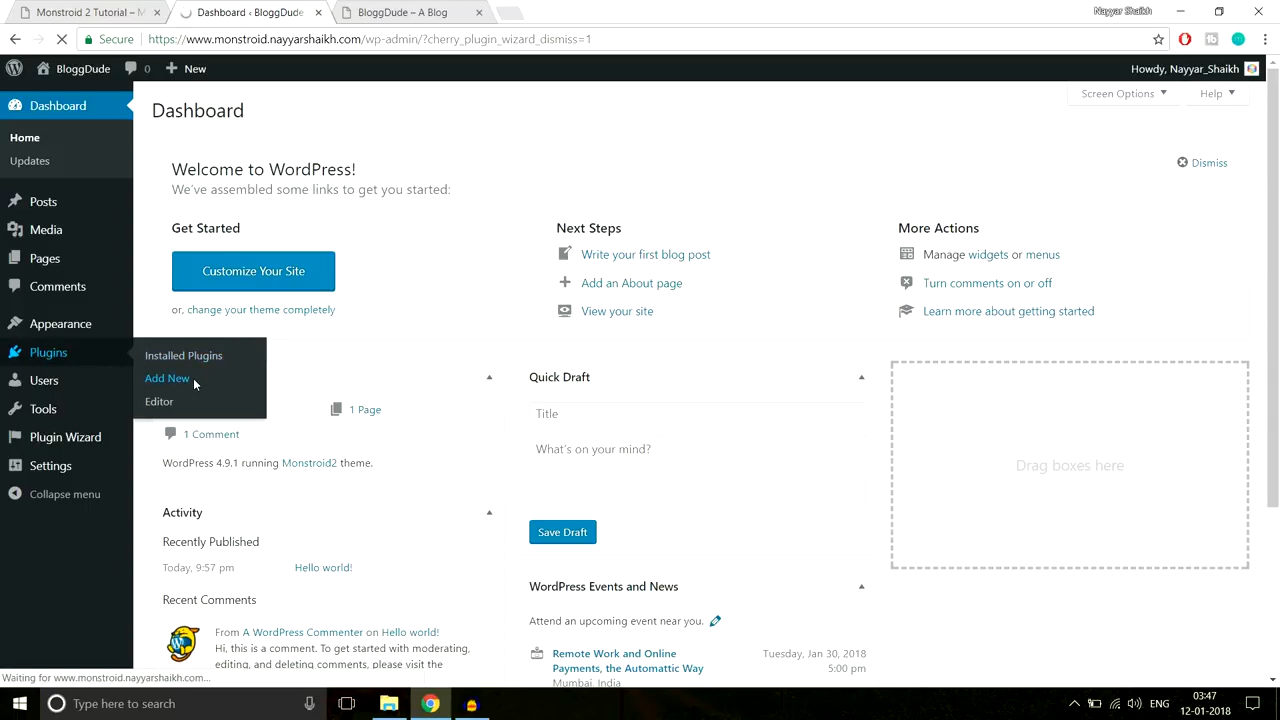 Monstroid 2 Tutorial – M
Dashboard ‹ BloggDude
BloggDude – A Blog
Nayyar Shaikh
Secure
https://www.monstroid.nayyarshaikh.com/wp-admin/?cherry_plugin_wizard_dismiss=1
BloggDude
0
New
Howdy, Nayyar_Shaikh
Dashboard
Home
Updates
Posts
Media
Pages
Comments
Appearance
Plugins
Users
Tools
Plugin Wizard
Settings
Collapse menu
Installed Plugins
Add New
Editor
Dashboard
Screen Options
Help
Welcome to WordPress!
We've assembled some links to get you started:
Dismiss
Get Started
Customize Your Site
or, change your theme completely
Next Steps
Write your first blog post
Add an About page
View your site
More Actions
Manage widgets or menus
Turn comments on or off
Learn more about getting started
1 Page
1 Comment
WordPress 4.9.1 running Monstroid2 theme.
Activity
Recently Published
Today, 9:57 pm
Hello world!
Recent Comments
From A WordPress Commenter on Hello world!
Hi, this is a comment. To get started with moderating,
editing, and deleting comments, please visit the
Quick Draft
Title
What's on your mind?
Save Draft
WordPress Events and News
Attend an upcoming event near you.
Remote Work and Online
Payments, the Automattic Way
Mumbai, India
Tuesday, Jan 30, 2018
5:00 pm
Drag boxes here
Waiting for www.monstroid.nayyarshaikh.com...
Type here to search
ENG
03:47
12-01-2018